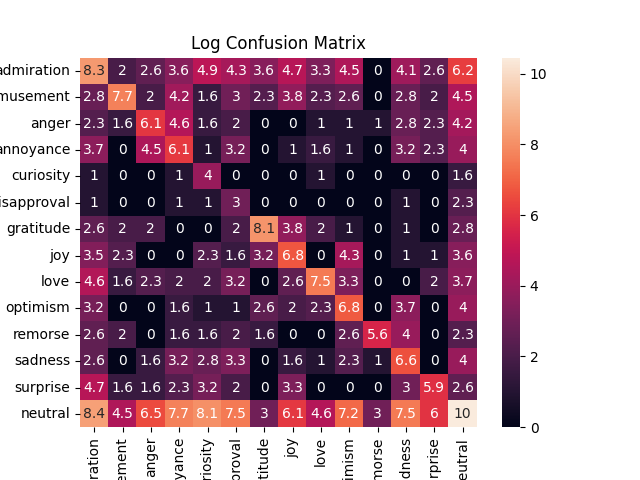 Log Confusion Matrix
admiration 8.3 2 2.6 3.6 4.9 4.3 3.6 4.7 3.3 4.5 0 4.1 2.6 6.2
musement 2.8 7.7 2 4.2 1.6 3 2.3 3.8 2.3 2.6 0 2.8 2 4.5
anger 2.3 1.6 6.1 4.6 1.6 2 0 0 1 1 1 2.8 2.3 4.2
annoyance 3.7 0 4.5 6.1 1 3.2 0 1 1.6 1 0 3.2 2.3 4
curiosity 1 0 0 1 4 0 0 0 1 0 0 0 0 1.6
isapproval 1 0 0 1 1 3 0 0 0 0 0 1 0 2.3
gratitude 2.6 2 2 0 0 2 8.1 3.8 2 1 0 1 0 2.8
joy 3.5 2.3 0 0 2.3 1.6 3.2 6.8 0 4.3 0 1 1 3.6
love 4.6 1.6 2.3 2 2 3.2 0 2.6 7.5 3.3 0 0 2 3.7
optimism 3.2 0 0 1.6 1 1 2.6 2 2.3 6.8 0 3.7 0 4
remorse 2.6 2 0 1.6 1.6 2 1.6 0 0 2.6 5.6 4 0 2.3
sadness 2.6 0 1.6 3.2 2.8 3.3 0 1.6 1 2.3 1 6.6 0 4
surprise 4.7 1.6 1.6 2.3 3.2 2 0 3.3 0 0 0 3 5.9 2.6
neutral 8.4 4.5 6.5 7.7 8.1 7.5 3 6.1 4.6 7.2 3 7.5 6 10
ration ement anger yance iosity proval titude joy love imism morse dness rprise eutral
10
8
6
4
2
0